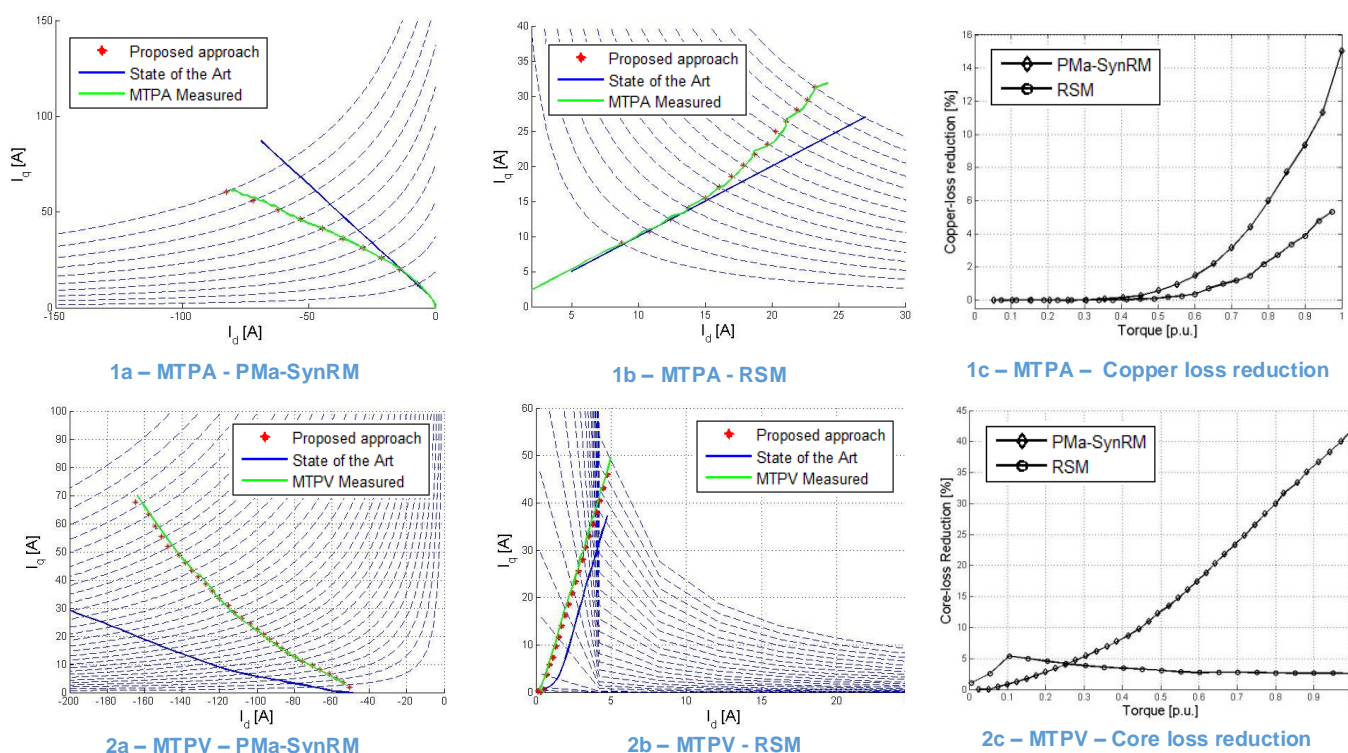 150
100
50
0
-150
-100
-50
0
I_q [A]
I_d [A]
Proposed approach
State of the Art
MTPA Measured
1a – MTPA - PMa-SynRM
40
35
30
25
20
15
10
5
0
5
10
15
20
25
30
I_q [A]
I_d [A]
Proposed approach
State of the Art
MTPA Measured
1b – MTPA - RSM
16
14
12
10
8
6
4
2
0
0
0.1
0.2
0.3
0.4
0.5
0.6
0.7
0.8
0.9
1
Copper-loss reduction [%]
Torque [p.u.]
PMa-SynRM
RSM
1c – MTPA – Copper loss reduction
100
90
80
70
60
50
40
30
20
10
0
-200
-180
-160
-140
-120
-100
-80
-60
-40
-20
0
I_q [A]
I_d [A]
Proposed approach
State of the Art
MTPV Measured
2a – MTPV – PMa-SynRM
60
50
40
30
20
10
0
0
5
10
15
20
I_q [A]
I_d [A]
Proposed approach
State of the Art
MTPV Measured
2b – MTPV - RSM
45
40
35
30
25
20
15
10
5
0
0
0.1
0.2
0.3
0.4
0.5
0.6
0.7
0.8
0.9
Core-loss Reduction [%]
Torque [p.u.]
PMa-SynRM
RSM
2c – MTPV – Core loss reduction